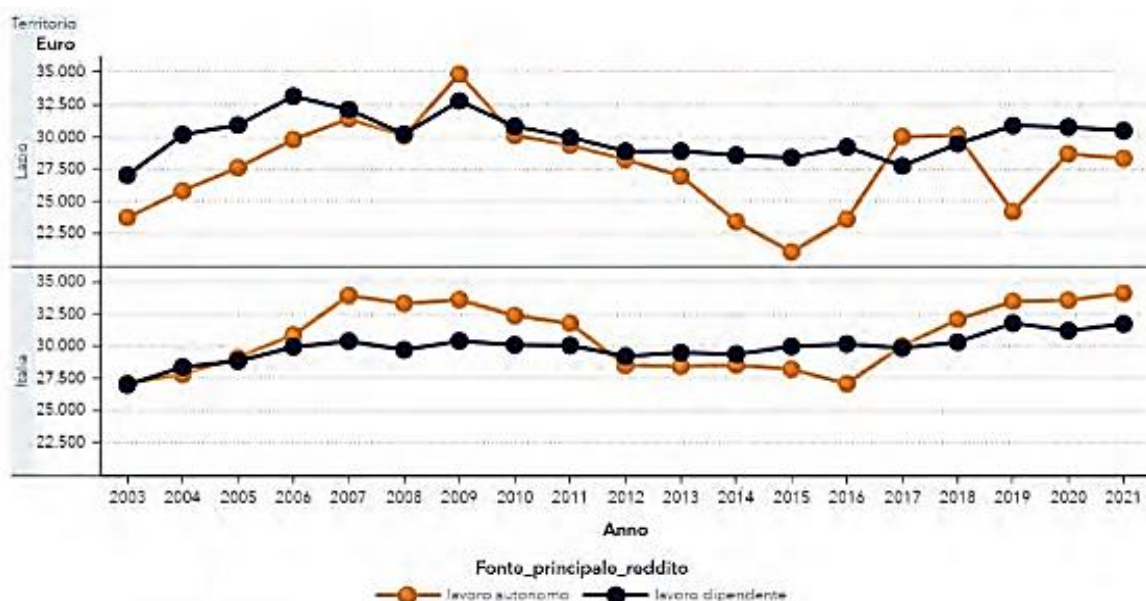 Territorio
Euro
Lazio
35.000
32.500
30.000
27.500
25.000
22.500
Italia
35.000
32.500
30.000
27.500
25.000
22.500
2003 2004 2005 2006 2007 2008 2009 2010 2011 2012 2013 2014 2015 2016 2017 2018 2019 2020 2021
Anno
Fonte_principale_reddito
lavoro autonomo lavoro dipendente